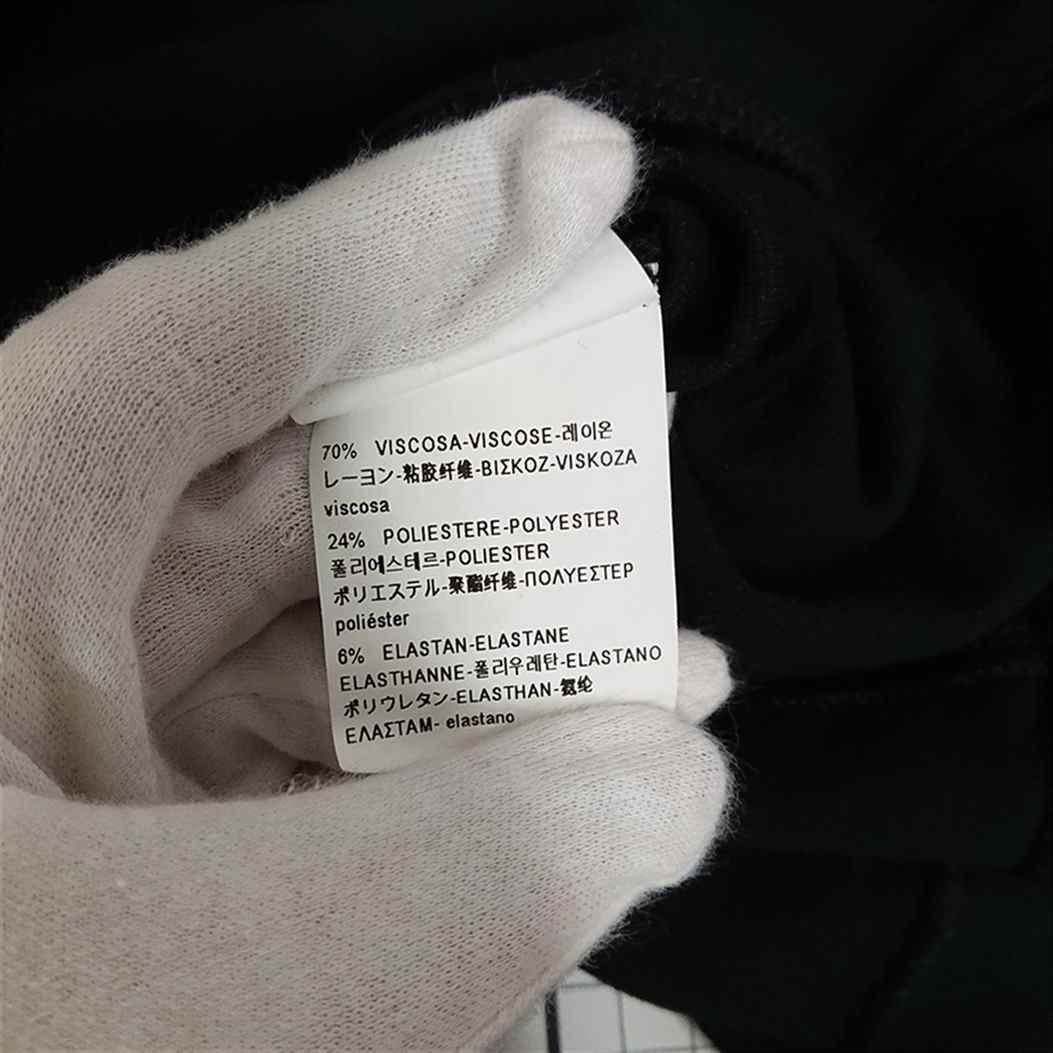 70% VISCOSA-VISCOSE-레이온
レーヨン-粘胶纤维-ΒΙΣΚΟΖ-VISKOZA
viscosa
24% POLIESTERE-POLYESTER
폴리에스테르-POLIESTER
ポリエステル-聚酯纤维-ΠΟΛΥΕΣΤΕΡ
poliéster
6% ELASTAN-ELASTANE
ELASTHANNE-폴리우레탄-ELASTANO
ポリウレタン-ELASTHAN-氨纶
ΕΛΑΣΤΑΜ- elastano